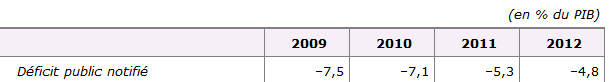 (en % du PIB)
2009 2010 2011 2012
Déficit public notifié −7,5 −7,1 −5,3 −4,8